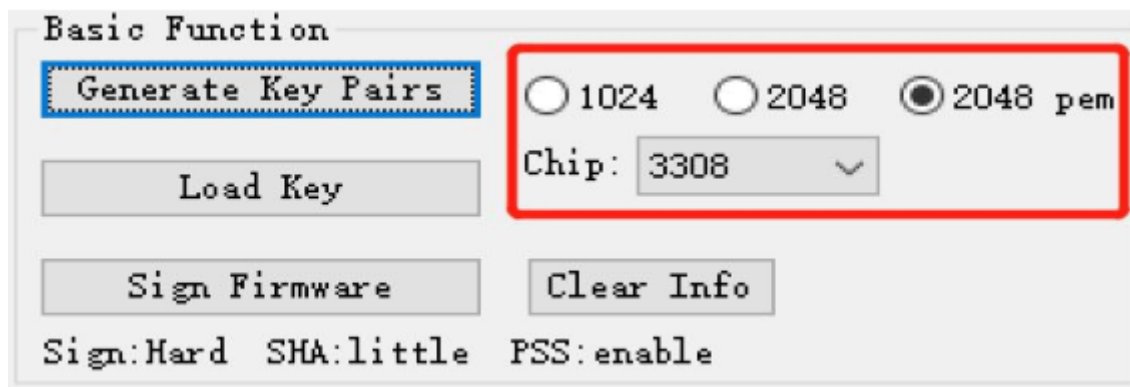 Basic Function
Generate Key Pairs
1024 2048 2048 pem
Chip: 3308
Load Key
Sign Firmware Clear Info
Sign:Hard SHA:little PSS:enable